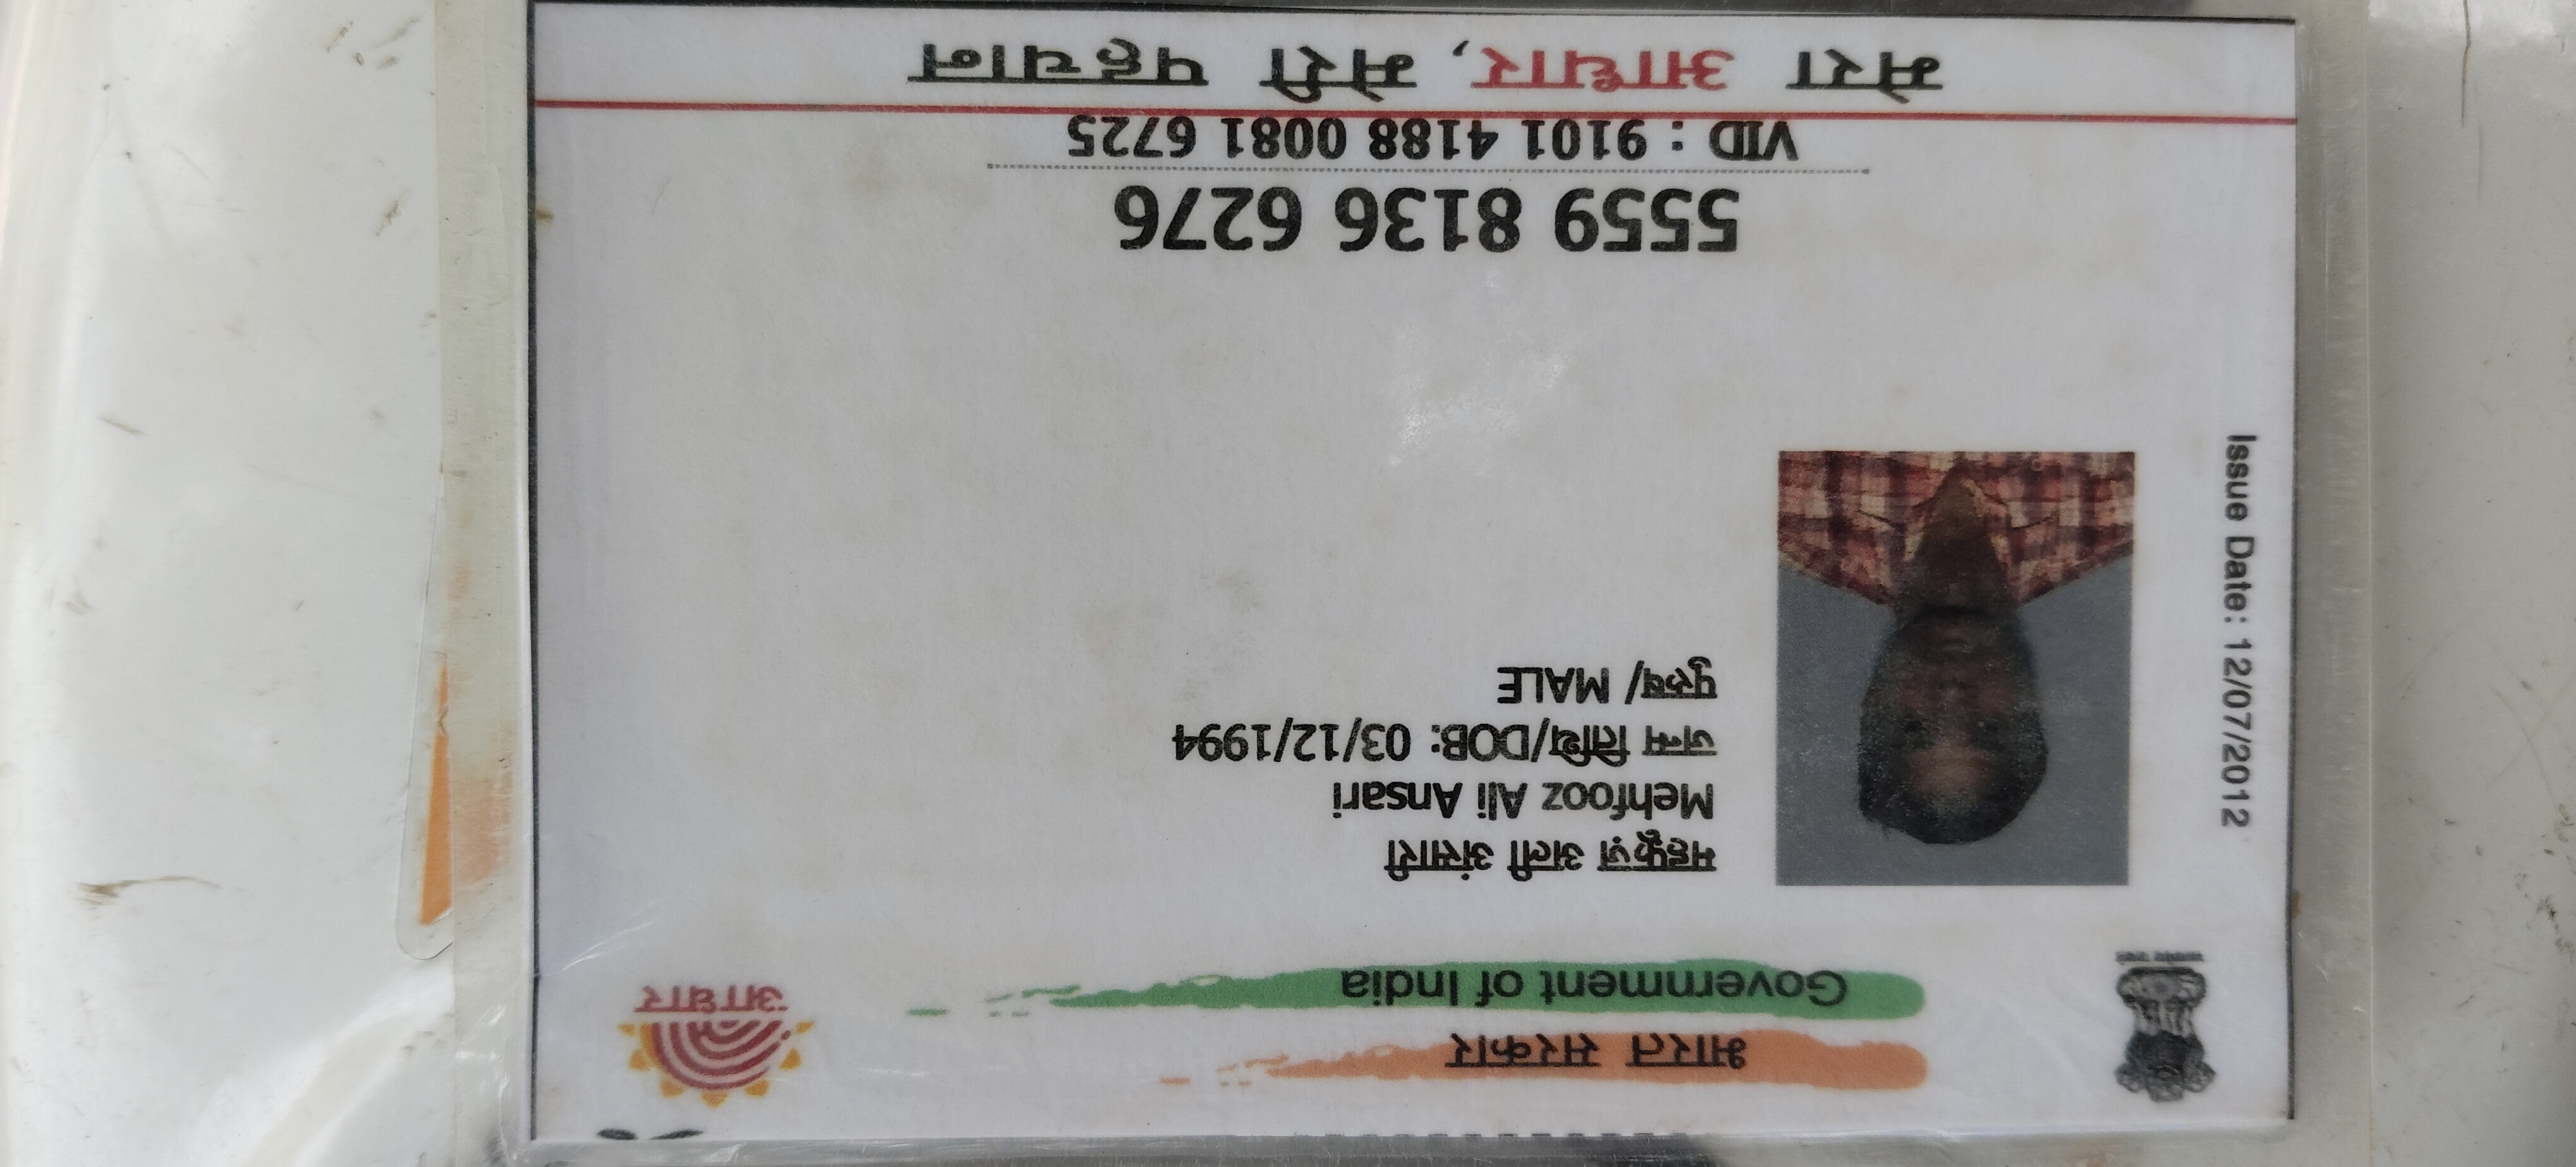 भारत सरकार
Government of India
आधार
Issue Date: 12/07/2012
महफूज़ अली अंसारी
Mehfooz Ali Ansari
जन्म तिथि/DOB: 03/12/1994
पुरुष/ MALE
5559 8136 6276
VID : 9101 4188 0081 6725
मेरा आधार, मेरी पहचान